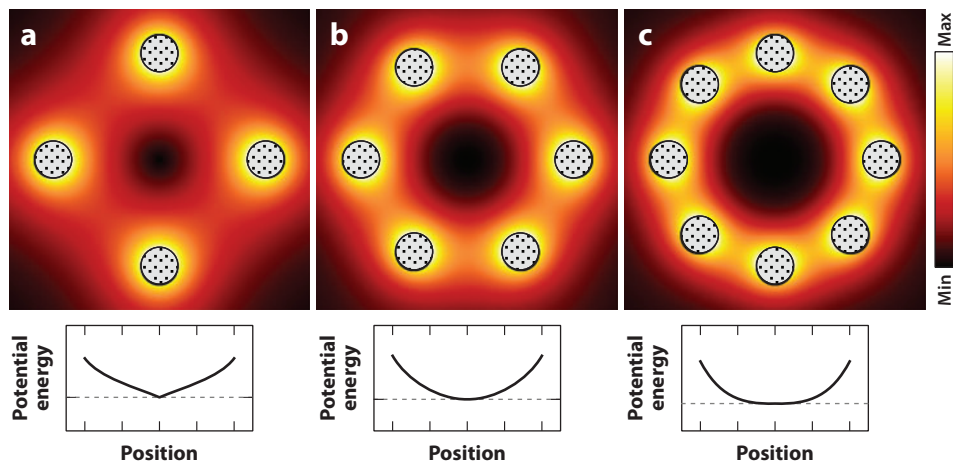 a
b
c
Max
Min
Potential
energy
Position
Potential
energy
Position
Potential
energy
Position